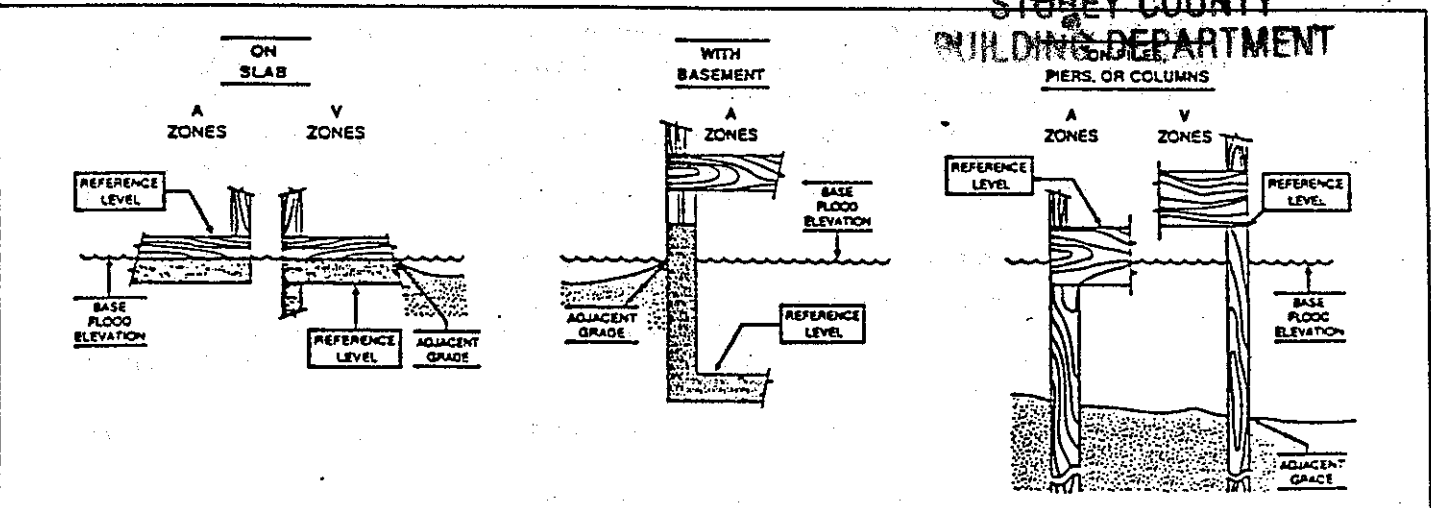 STOREY COUNTY
BUILDING DEPARTMENT
ON
SLAB
A
ZONES
V
ZONES
REFERENCE
LEVEL
BASE
FLOOD
ELEVATION
REFERENCE
LEVEL
ADJACENT
GRADE
WITH
BASEMENT
A
ZONES
BASE
FLOOD
ELEVATION
ADJACENT
GRADE
REFERENCE
LEVEL
ON PILES,
PIERS, OR COLUMNS
A
ZONES
V
ZONES
REFERENCE
LEVEL
REFERENCE
LEVEL
BASE
FLOOD
ELEVATION
ADJACENT
GRADE